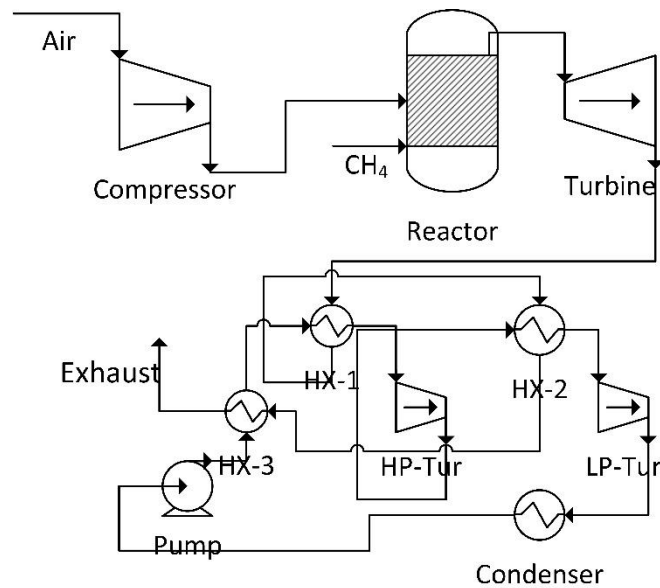 Air
Compressor
CH₄
Reactor
Turbine
Exhaust
HX-1
HX-2
HX-3
HP-Tur
LP-Tur
Pump
Condenser